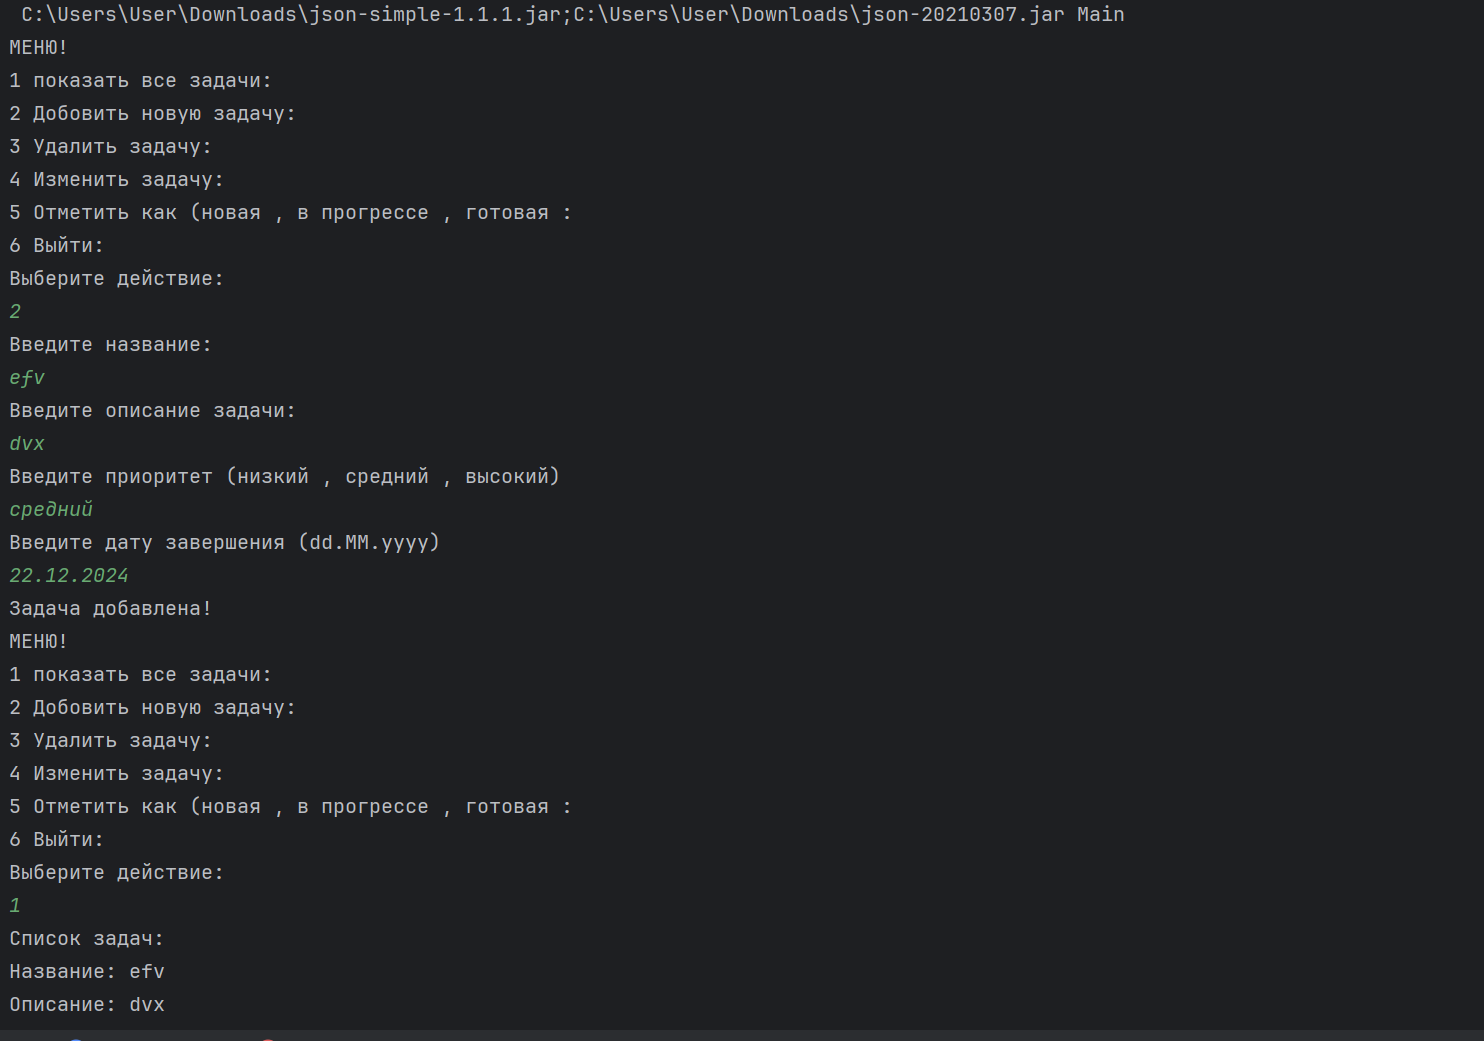 C:\Users\User\Downloads\json-simple-1.1.1.jar;C:\Users\User\Downloads\json-20210307.jar Main
МЕНЮ!
1 показать все задачи:
2 Добовить новую задачу:
3 Удалить задачу:
4 Изменить задачу:
5 Отметить как (новая , в прогрессе , готовая :
6 Выйти:
Выберите действие:
2
Введите название:
efv
Введите описание задачи:
dvx
Введите приоритет (низкий , средний , высокий)
средний
Введите дату завершения (dd.MM.yyyy)
22.12.2024
Задача добавлена!
МЕНЮ!
1 показать все задачи:
2 Добовить новую задачу:
3 Удалить задачу:
4 Изменить задачу:
5 Отметить как (новая , в прогрессе , готовая :
6 Выйти:
Выберите действие:
1
Список задач:
Название: efv
Описание: dvx